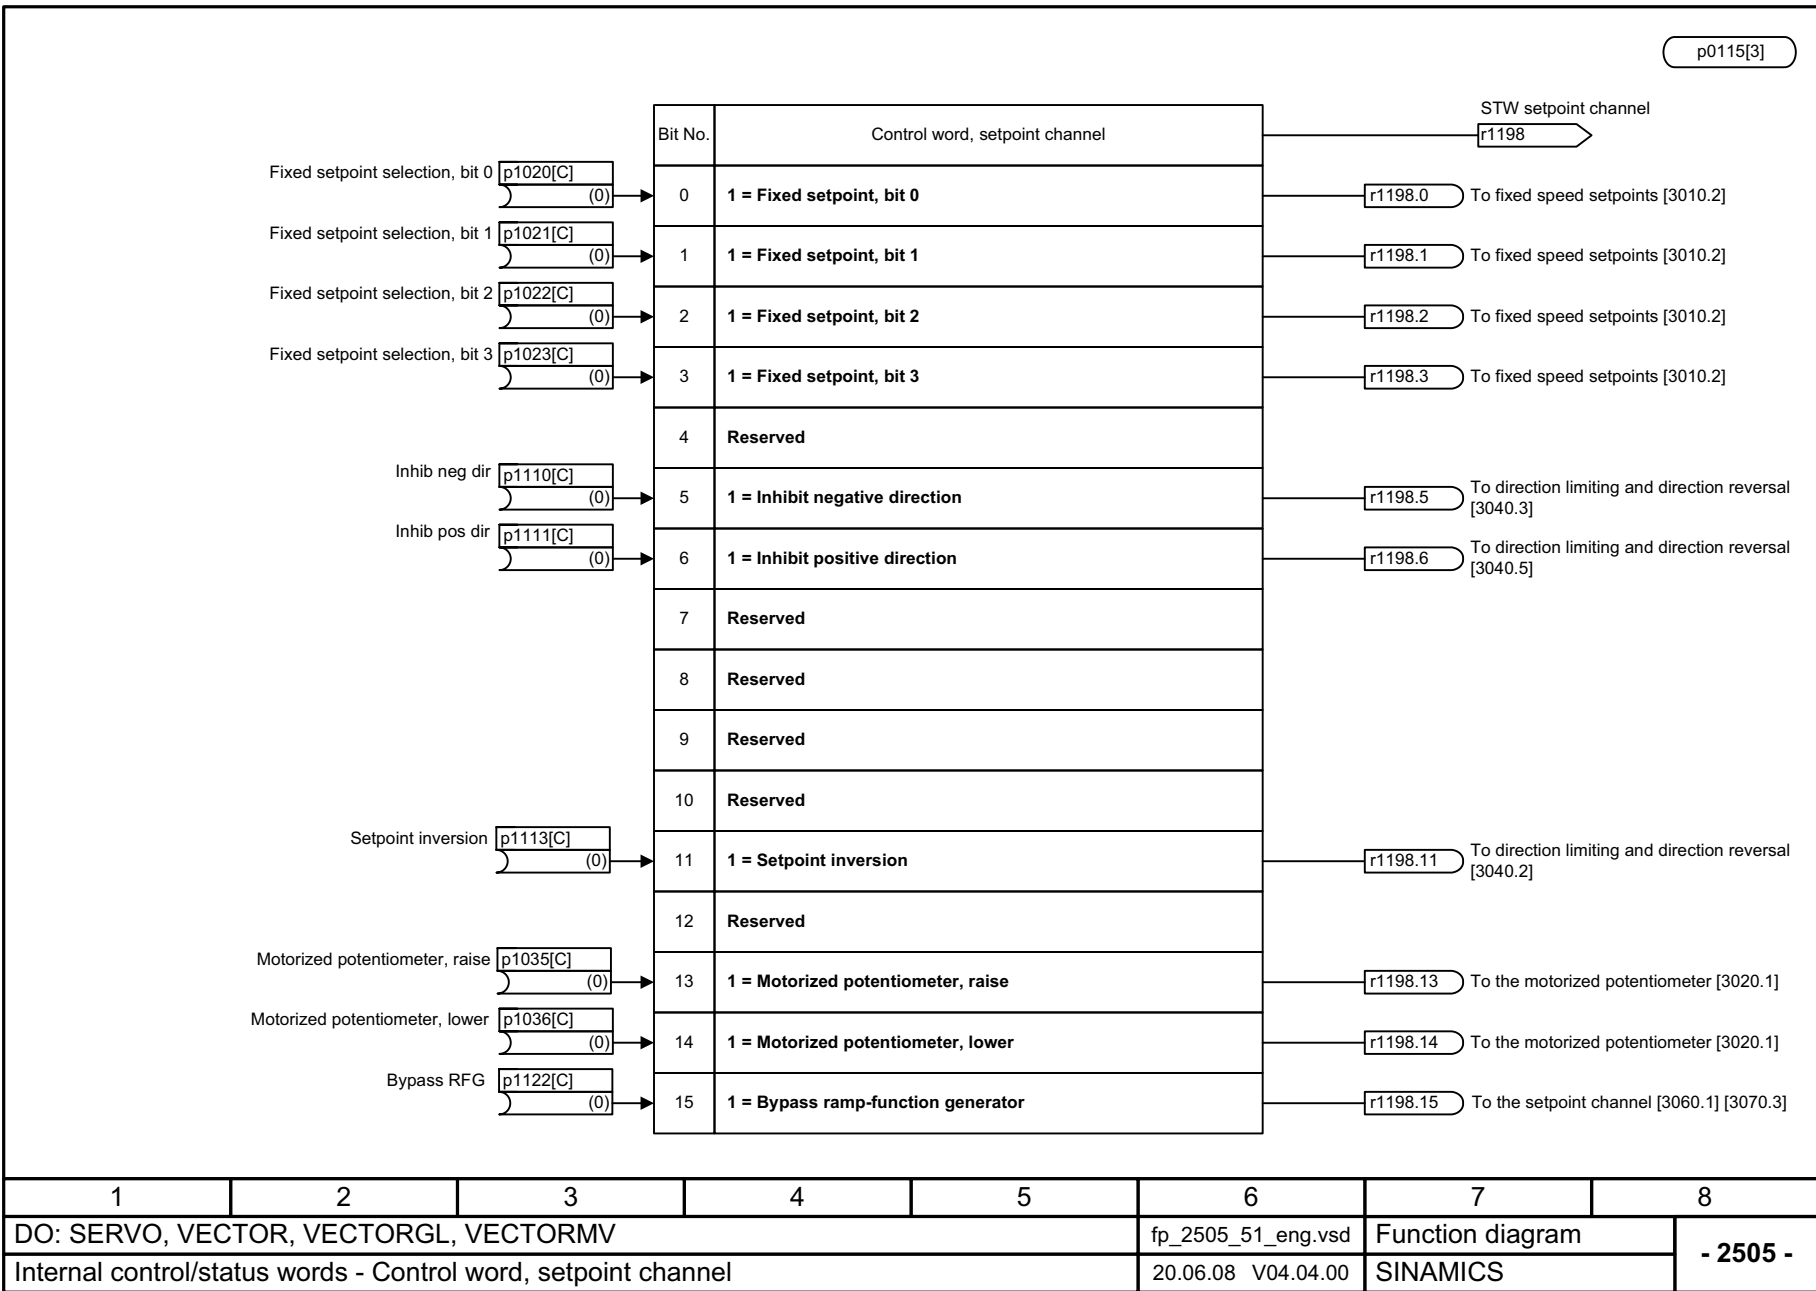 p0115[3]
STW setpoint channel
Bit No. Control word, setpoint channel r1198
Fixed setpoint selection, bit 0 p1020[C]
(0) 0 1 = Fixed setpoint, bit 0 r1198.0 To fixed speed setpoints [3010.2]
Fixed setpoint selection, bit 1 p1021[C]
(0) 1 1 = Fixed setpoint, bit 1 r1198.1 To fixed speed setpoints [3010.2]
Fixed setpoint selection, bit 2 p1022[C]
(0) 2 1 = Fixed setpoint, bit 2 r1198.2 To fixed speed setpoints [3010.2]
Fixed setpoint selection, bit 3 p1023[C]
(0) 3 1 = Fixed setpoint, bit 3 r1198.3 To fixed speed setpoints [3010.2]
4 Reserved
Inhib neg dir p1110[C]
(0) 5 1 = Inhibit negative direction r1198.5 To direction limiting and direction reversal
[3040.3]
Inhib pos dir p1111[C]
(0) 6 1 = Inhibit positive direction r1198.6 To direction limiting and direction reversal
[3040.5]
7 Reserved
8 Reserved
9 Reserved
10 Reserved
Setpoint inversion p1113[C]
(0) 11 1 = Setpoint inversion r1198.11 To direction limiting and direction reversal
[3040.2]
12 Reserved
Motorized potentiometer, raise p1035[C]
(0) 13 1 = Motorized potentiometer, raise r1198.13 To the motorized potentiometer [3020.1]
Motorized potentiometer, lower p1036[C]
(0) 14 1 = Motorized potentiometer, lower r1198.14 To the motorized potentiometer [3020.1]
Bypass RFG p1122[C]
(0) 15 1 = Bypass ramp-function generator r1198.15 To the setpoint channel [3060.1] [3070.3]
1 2 3 4 5 6 7 8
DO: SERVO, VECTOR, VECTORGL, VECTORMV fp_2505_51_eng.vsd Function diagram
- 2505 -
Internal control/status words - Control word, setpoint channel 20.06.08 V04.04.00 SINAMICS